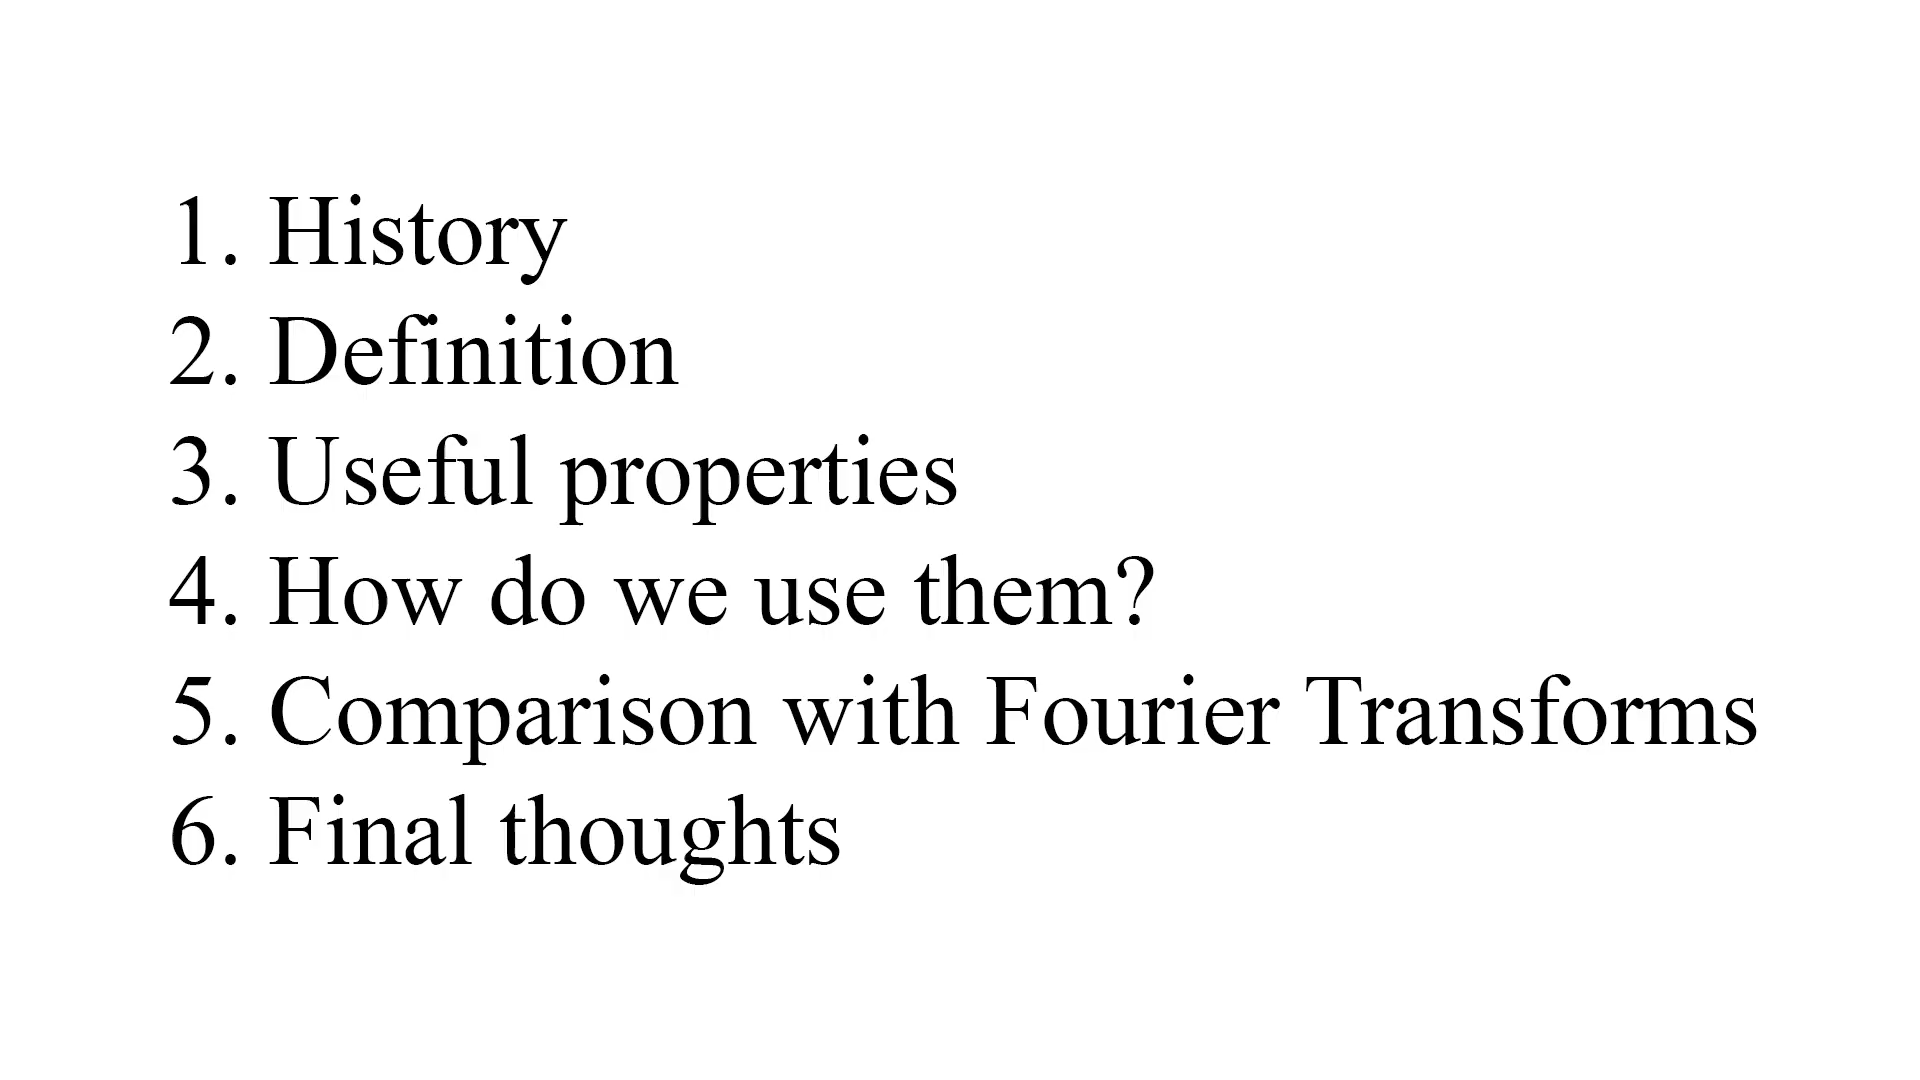 1. History
2. Definition
3. Useful properties
4. How do we use them?
5. Comparison with Fourier Transforms
6. Final thoughts